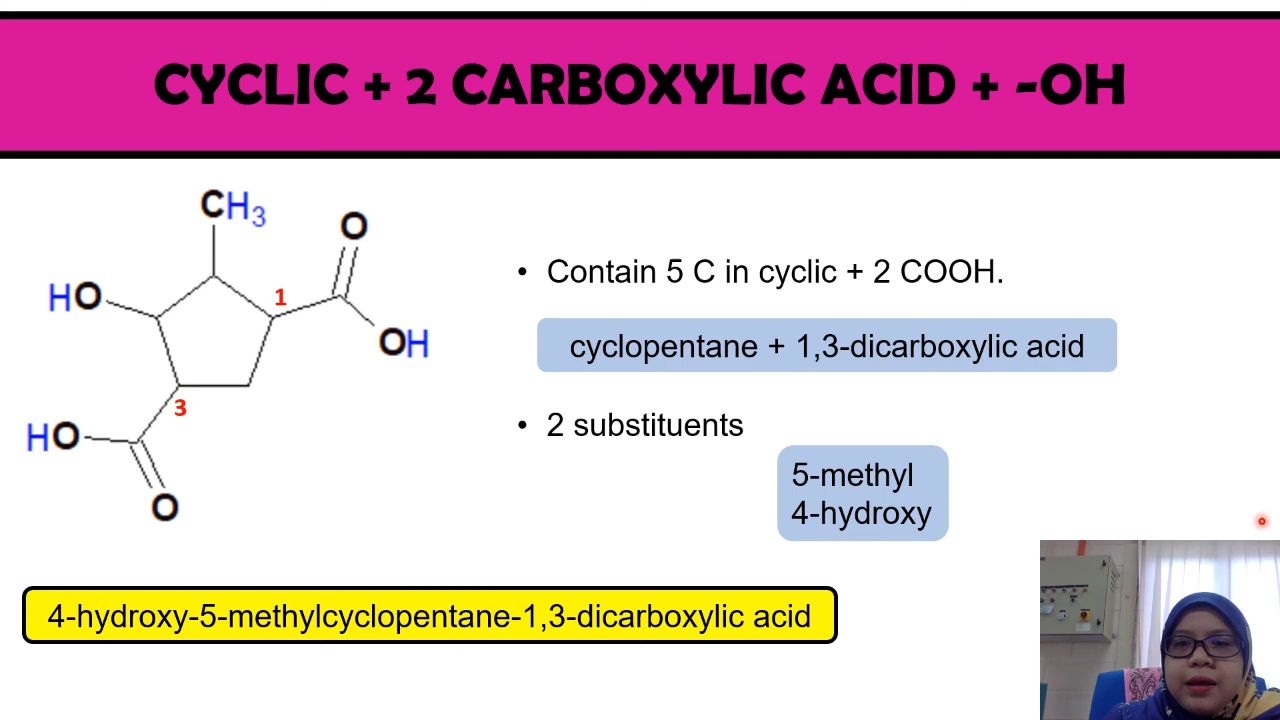 CYCLIC + 2 CARBOXYLIC ACID + -OH
CH3
O
HO
1
OH
3
HO
O
• Contain 5 C in cyclic + 2 COOH.
cyclopentane + 1,3-dicarboxylic acid
• 2 substituents
5-methyl
4-hydroxy
4-hydroxy-5-methylcyclopentane-1,3-dicarboxylic acid